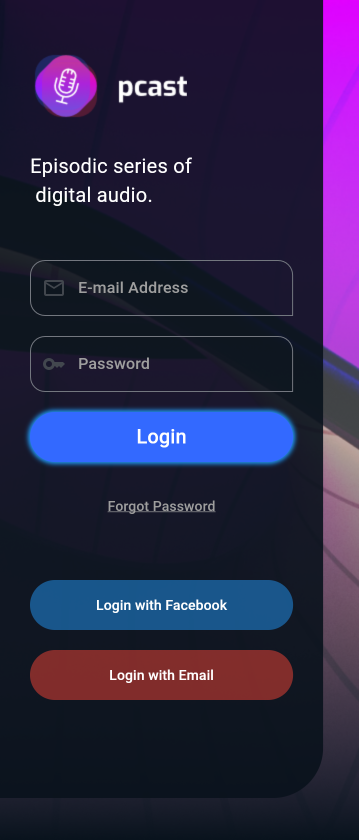 pcast
Episodic series of
digital audio.
E-mail Address
Password
Login
Forgot Password
Login with Facebook
Login with Email